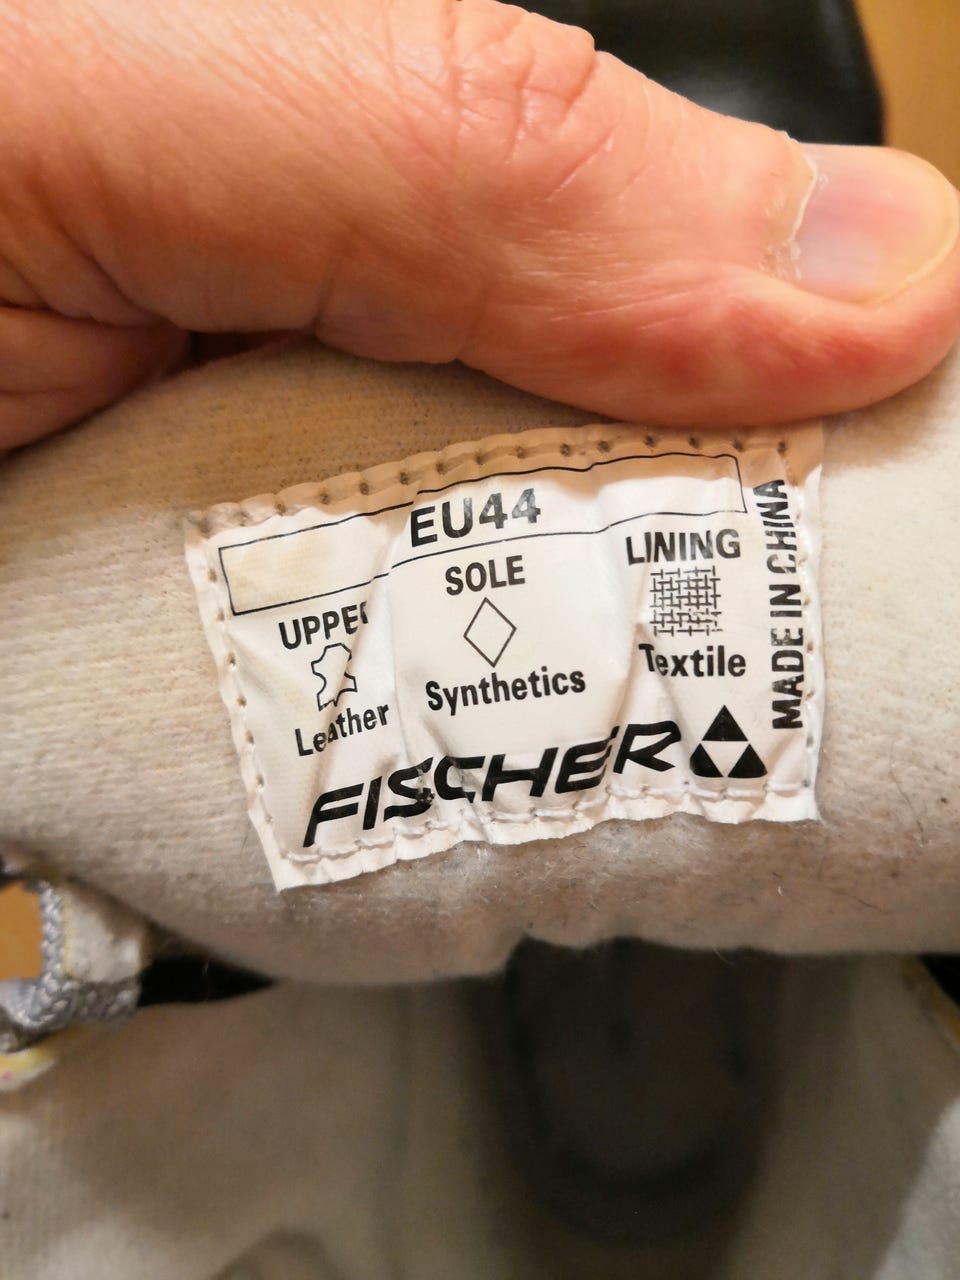 EU44
UPPER
Leather
SOLE
Synthetics
LINING
Textile
FISCHER
MADE IN CHINA